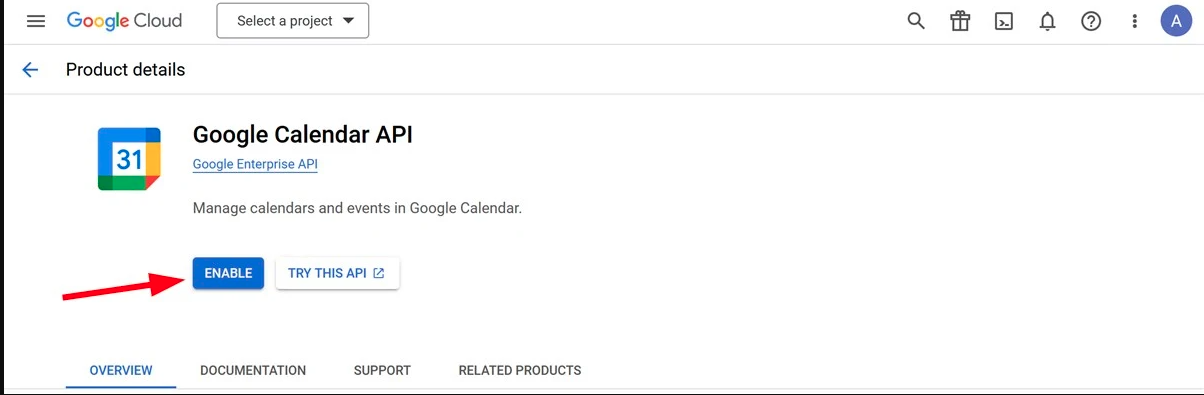 Google Cloud
Select a project
A
Product details
31
Google Calendar API
Google Enterprise API
Manage calendars and events in Google Calendar.
ENABLE
TRY THIS API
OVERVIEW
DOCUMENTATION
SUPPORT
RELATED PRODUCTS